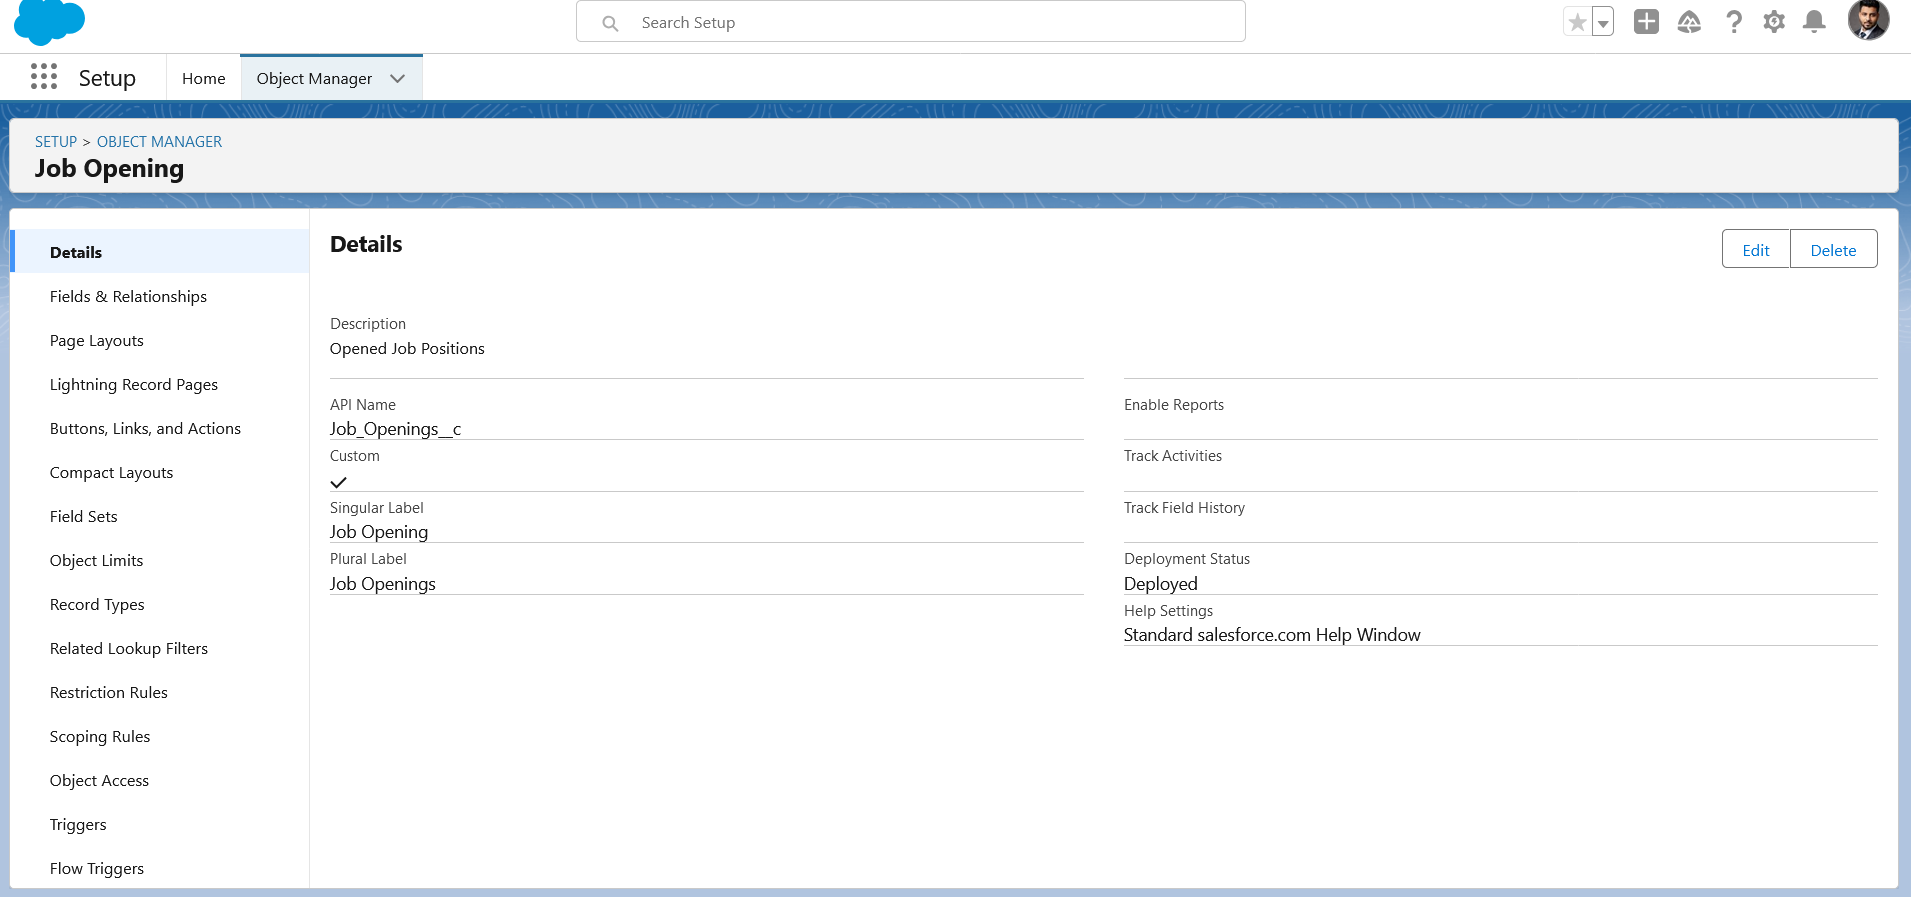 Search Setup
Setup
Home
Object Manager
SETUP > OBJECT MANAGER
Job Opening
Details
Fields & Relationships
Page Layouts
Lightning Record Pages
Buttons, Links, and Actions
Compact Layouts
Field Sets
Object Limits
Record Types
Related Lookup Filters
Restriction Rules
Scoping Rules
Object Access
Triggers
Flow Triggers
Details
Edit
Delete
Description
Opened Job Positions
API Name
Job_Openings__c
Custom
Singular Label
Job Opening
Plural Label
Job Openings
Enable Reports
Track Activities
Track Field History
Deployment Status
Deployed
Help Settings
Standard salesforce.com Help Window